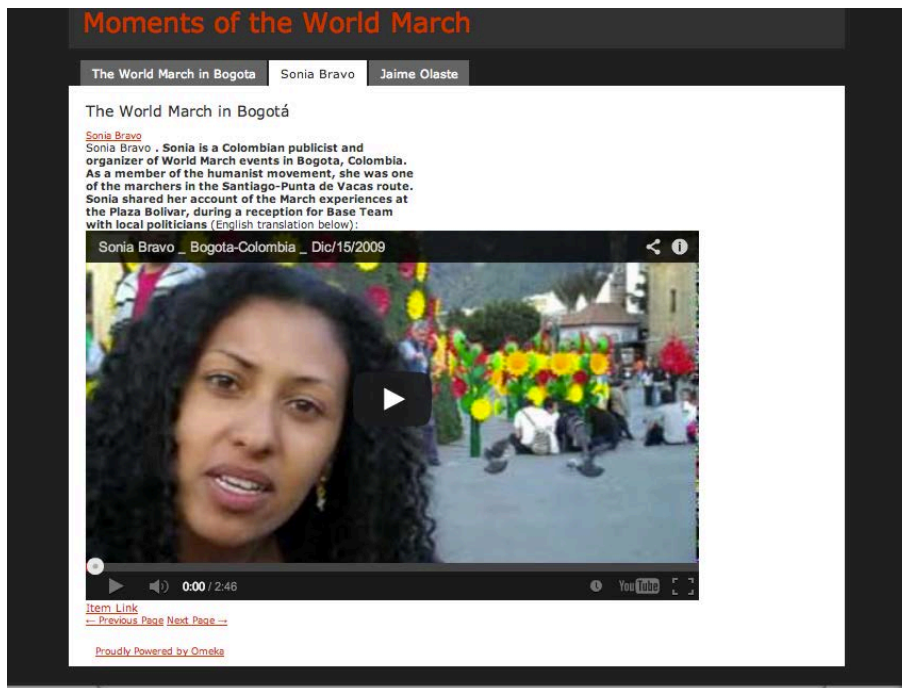 Moments of the World March
The World March in Bogota
Sonia Bravo
Jaime Olaste
The World March in Bogotá
Sonia Bravo
Sonia Bravo . Sonia is a Colombian publicist and
organizer of World March events in Bogota, Colombia.
As a member of the humanist movement, she was one
of the marchers in the Santiago-Punta de Vacas route.
Sonia shared her account of the March experiences at
the Plaza Bolivar, during a reception for Base Team
with local politicians (English translation below):
Sonia Bravo _ Bogota-Colombia _ Dic/15/2009
0:00 / 2:46
YouTube
Item Link
← Previous Page Next Page →
Proudly Powered by Omeka